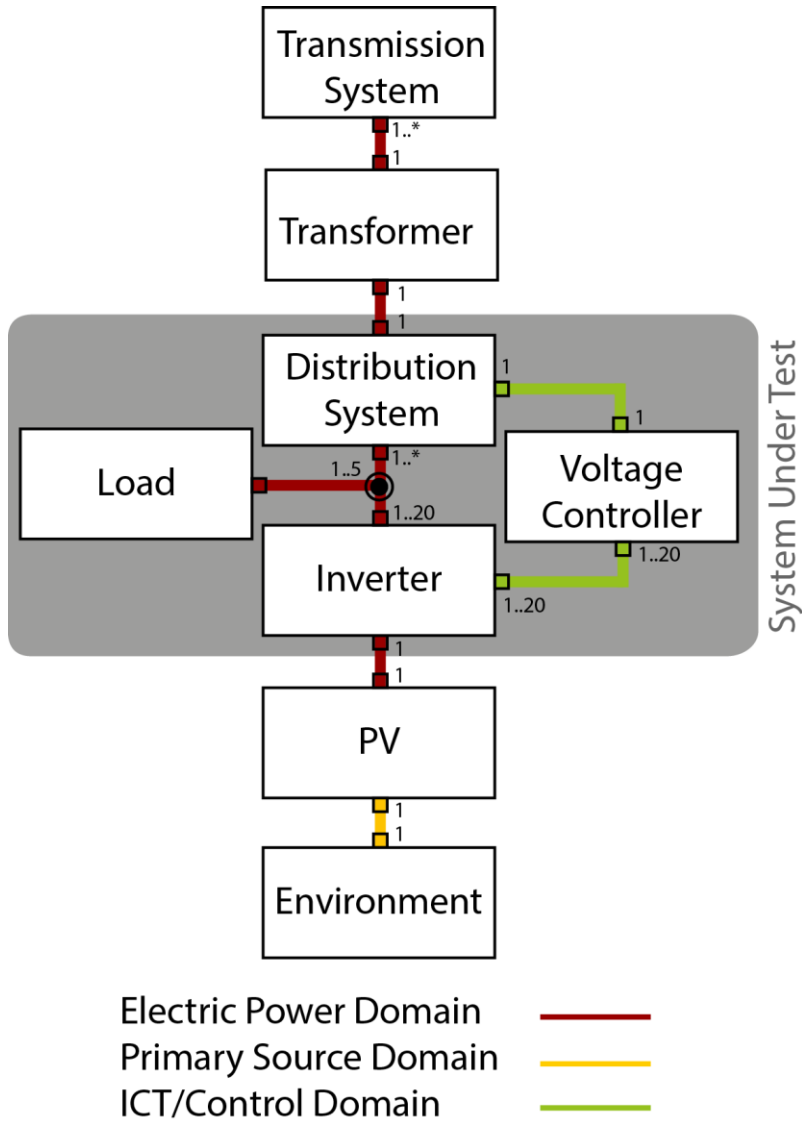 Transmission
System
1..*
1
Transformer
1
1
Distribution
System
1
1
1..*
1..5
Load
Voltage
Controller
1..20
1..20
Inverter
1..20
System Under Test
1
1
PV
1
1
Environment
Electric Power Domain
Primary Source Domain
ICT/Control Domain